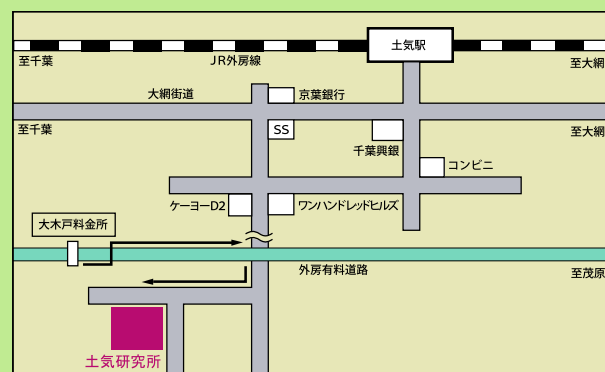 土気駅
至千葉
JR外房線
至大網
大網街道
京葉銀行
至千葉
SS
千葉興銀
至大網
コンビニ
ケーヨーD2
ワンハンドレッドヒルズ
大木戸料金所
外房有料道路
至茂原
土気研究所